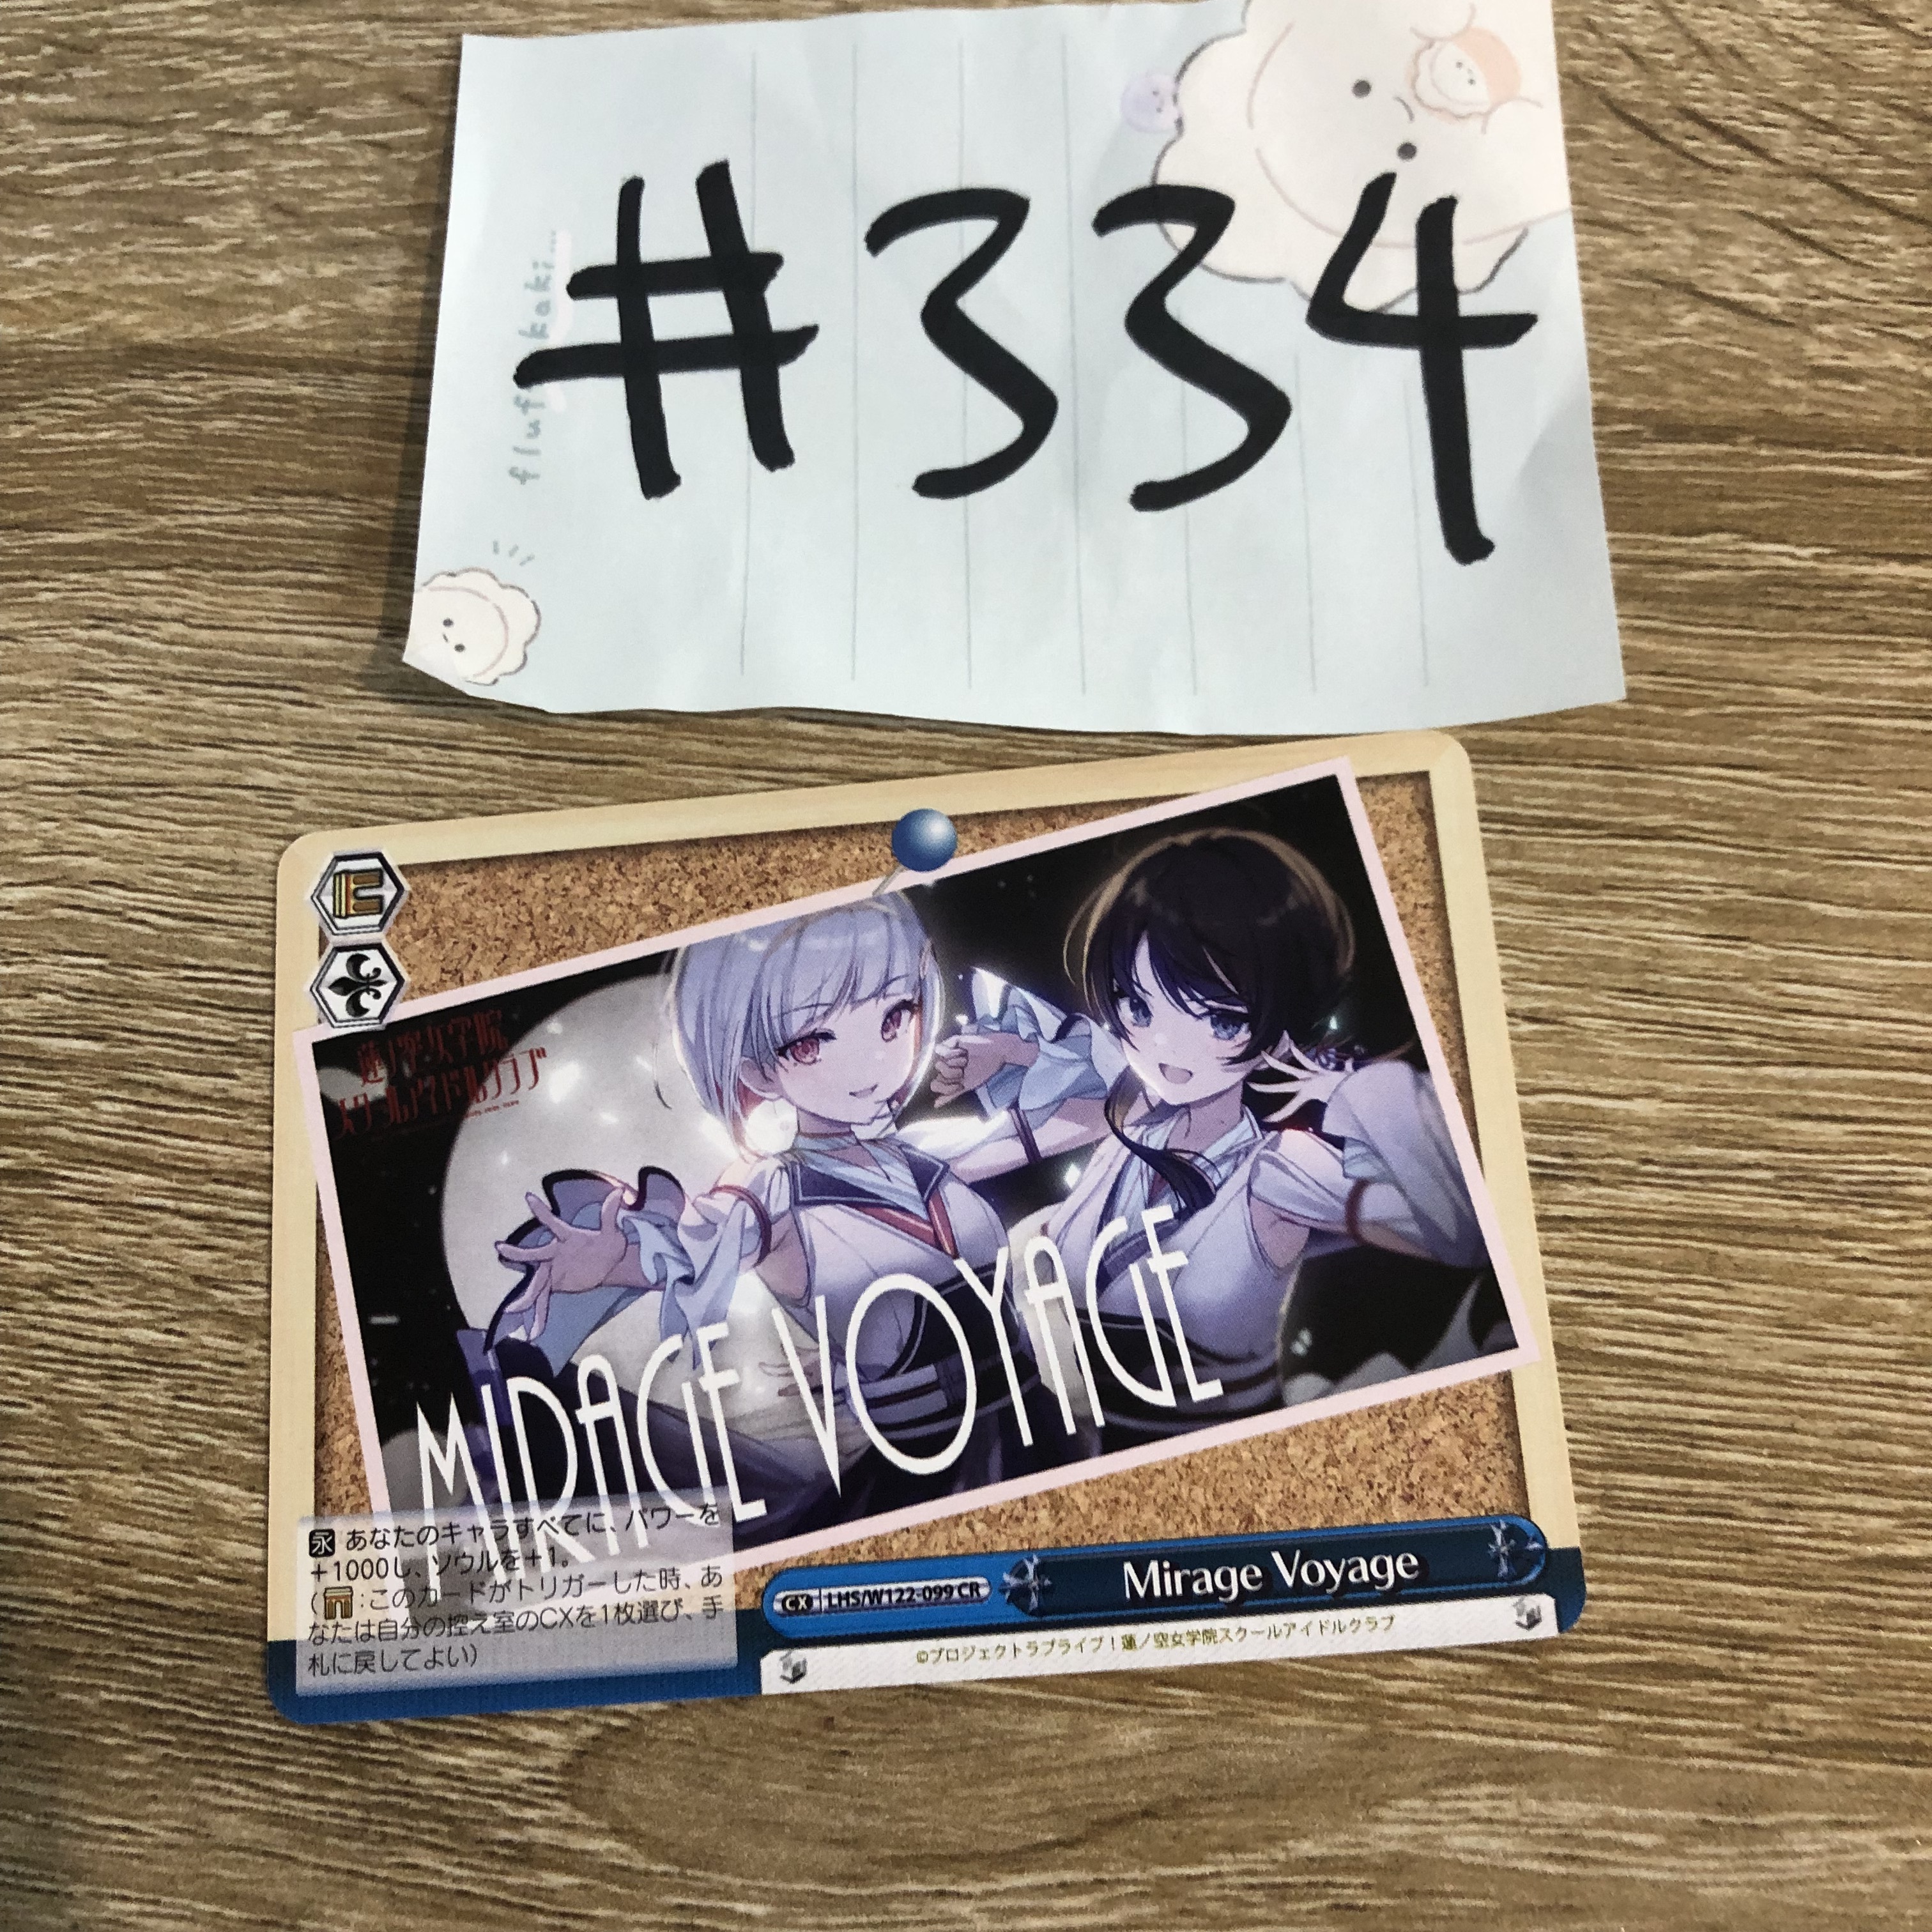 #334
fluffkaki...
蓮ノ空女学院
スクールアイドルクラブ
MIRAGE VOYAGE
永 あなたのキャラすべてに、パワーを
+1000し、ソウルを+1。
(:このカードがトリガーした時、あ
なたは自分の控え室のCXを1枚選び、手
札に戻してよい)
CX LHS/W122-099 CR
Mirage Voyage
©プロジェクトラブライブ！蓮ノ空女学院スクールアイドルクラブ